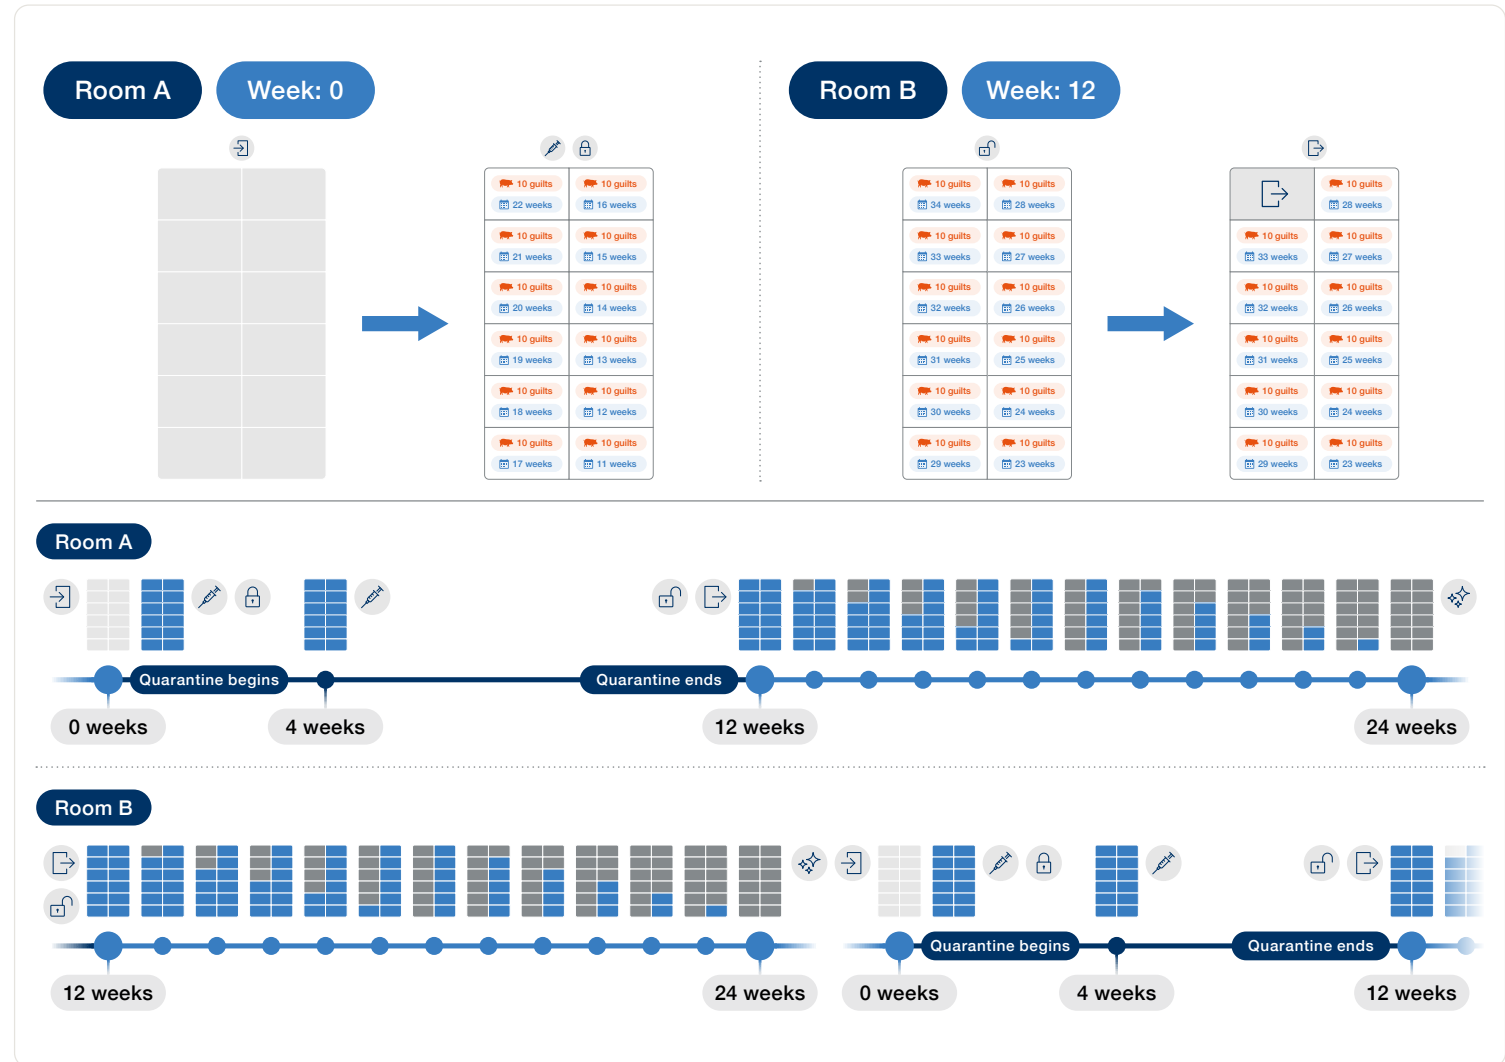 Room A Week: 0
Room B Week: 12
10 guilts 10 guilts
22 weeks 16 weeks
10 guilts 10 guilts
21 weeks 15 weeks
10 guilts 10 guilts
20 weeks 14 weeks
10 guilts 10 guilts
19 weeks 13 weeks
10 guilts 10 guilts
18 weeks 12 weeks
10 guilts 10 guilts
17 weeks 11 weeks
10 guilts 10 guilts
34 weeks 28 weeks
10 guilts 10 guilts
33 weeks 27 weeks
10 guilts 10 guilts
32 weeks 26 weeks
10 guilts 10 guilts
31 weeks 25 weeks
10 guilts 10 guilts
30 weeks 24 weeks
10 guilts 10 guilts
29 weeks 23 weeks
10 guilts
28 weeks
10 guilts 10 guilts
33 weeks 27 weeks
10 guilts 10 guilts
32 weeks 26 weeks
10 guilts 10 guilts
31 weeks 25 weeks
10 guilts 10 guilts
30 weeks 24 weeks
10 guilts 10 guilts
29 weeks 23 weeks
Room A
Quarantine begins Quarantine ends
0 weeks 4 weeks 12 weeks 24 weeks
Room B
Quarantine begins Quarantine ends
12 weeks 24 weeks 0 weeks 4 weeks 12 weeks